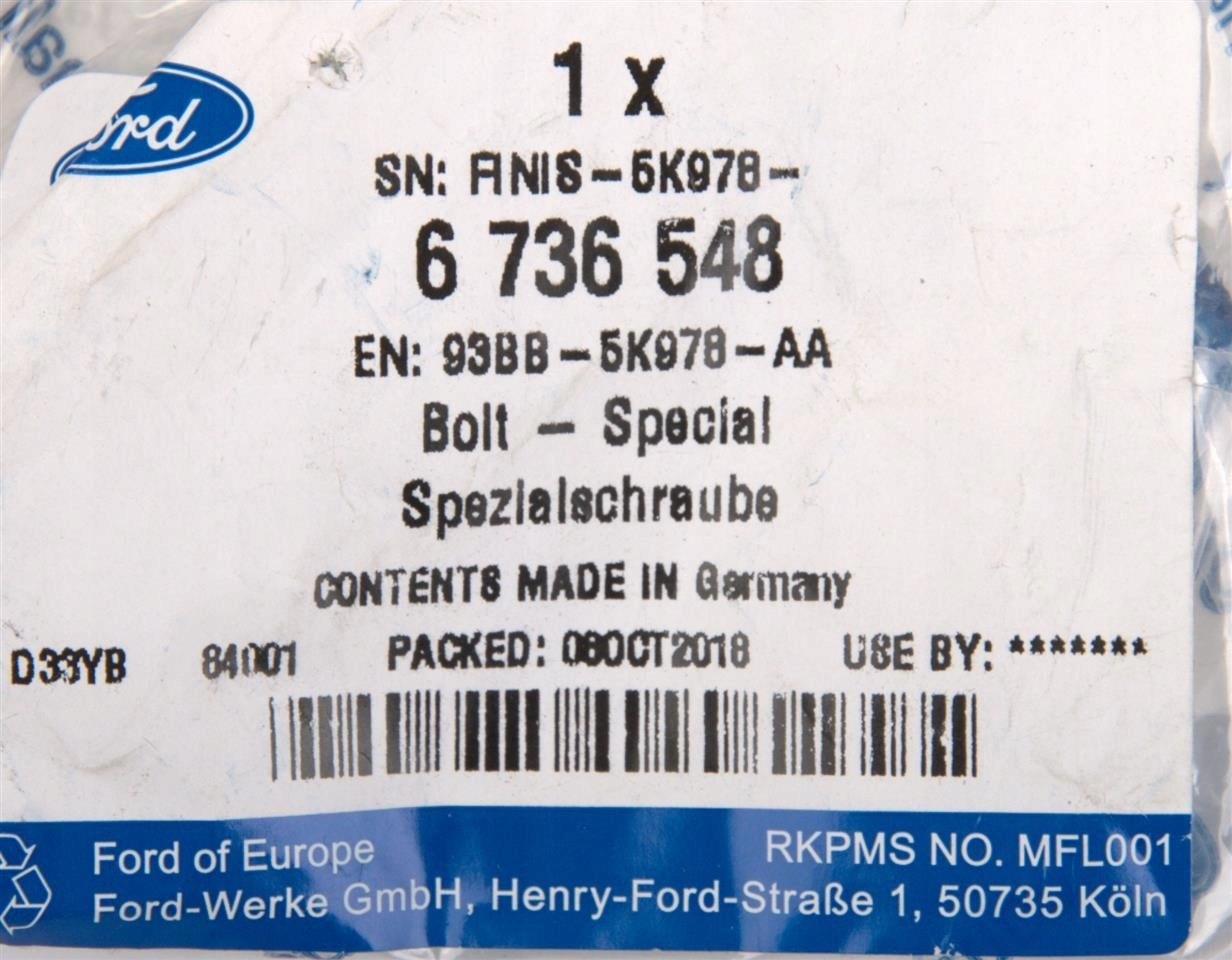 Ford
1 x
SN: FINIS-5K978-
6 736 548
EN: 93BB-5K978-AA
Bolt - Special
Spezialschraube
CONTENTS MADE IN Germany
D33YB 84001 PACKED: 08OCT2018 USE BY: *******
Ford of Europe RKPMS NO. MFL001
Ford-Werke GmbH, Henry-Ford-Straße 1, 50735 Köln